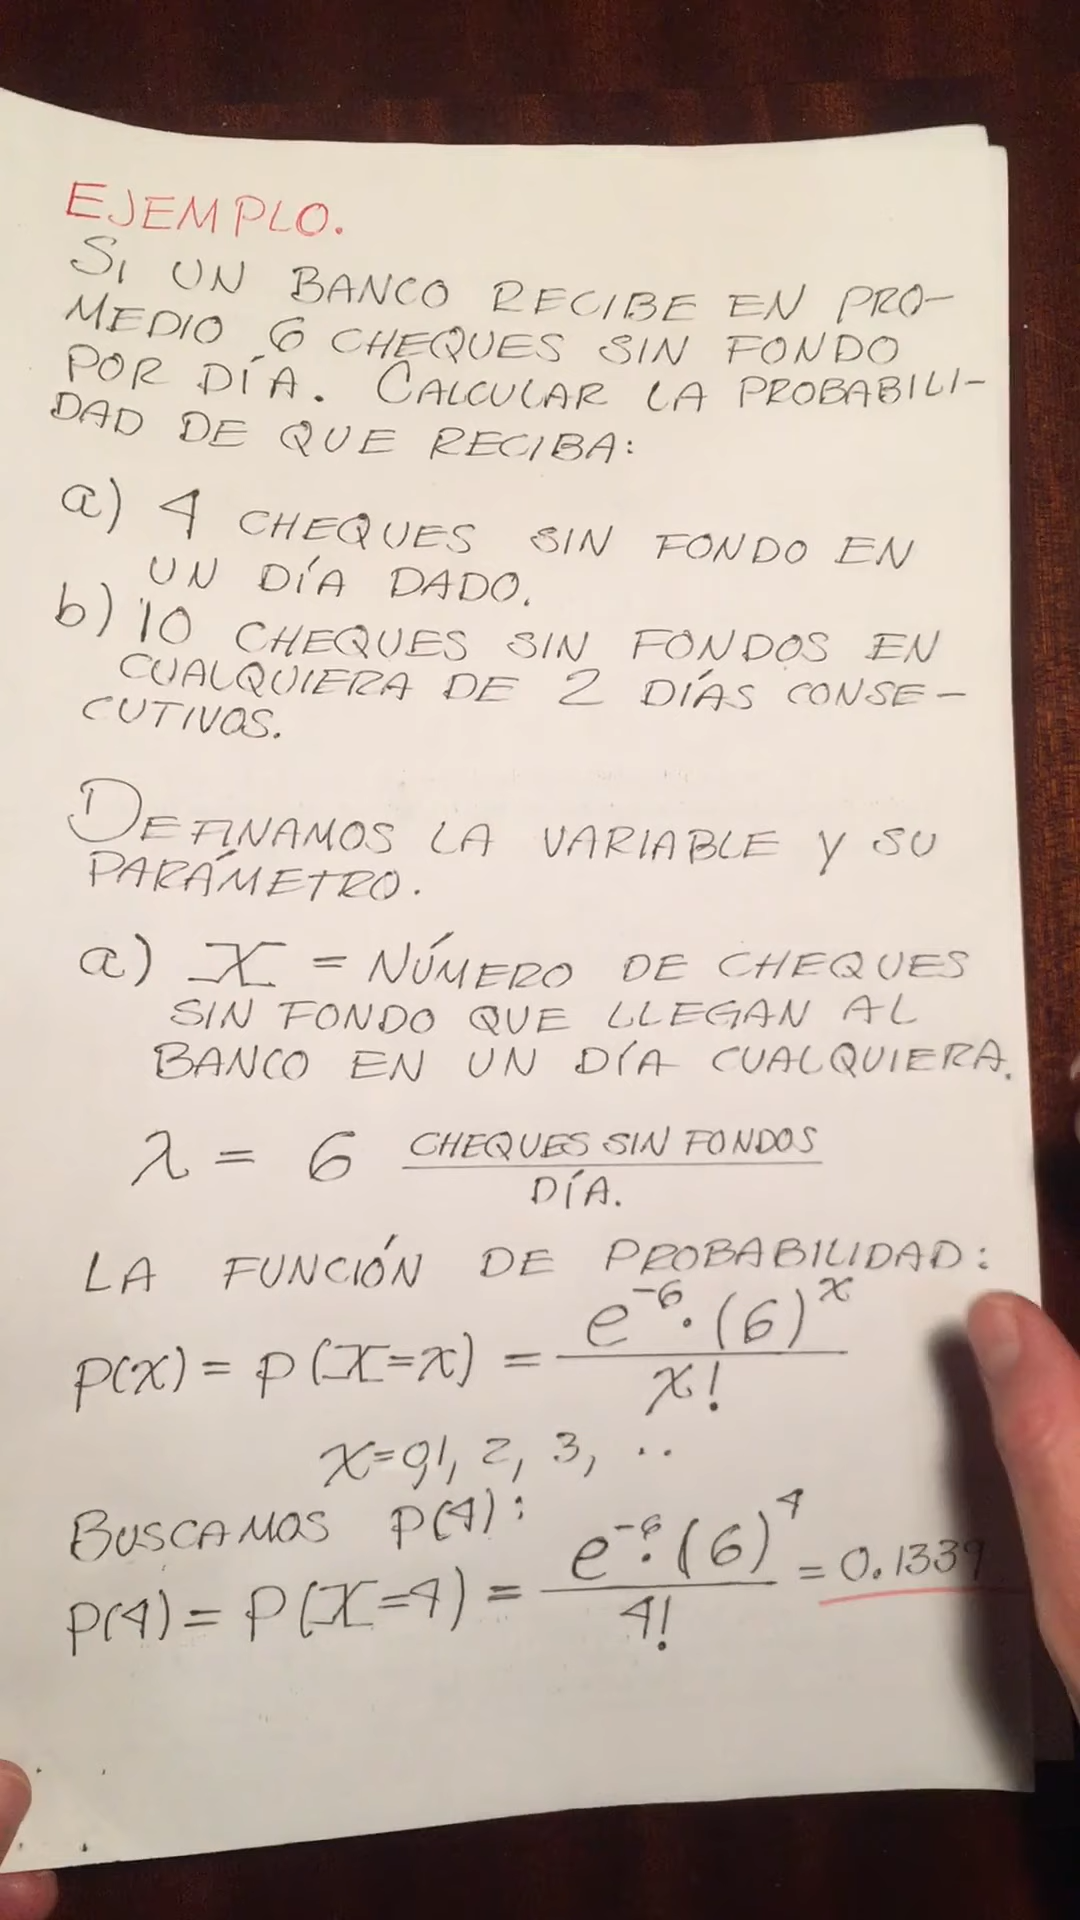 EJEMPLO.
SI UN BANCO RECIBE EN PRO-
MEDIO 6 CHEQUES SIN FONDO
POR DÍA. CALCULAR LA PROBABILI-
DAD DE QUE RECIBA:
a) 4 CHEQUES SIN FONDO EN
UN DÍA DADO.
b) 10 CHEQUES SIN FONDOS EN
CUALQUIERA DE 2 DÍAS CONSE-
CUTIVOS.
DEFINAMOS LA VARIABLE Y SU
PARÁMETRO.
a) X = NÚMERO DE CHEQUES
SIN FONDO QUE LLEGAN AL
BANCO EN UN DÍA CUALQUIERA.
λ = 6 CHEQUES SIN FONDOS / DÍA.
LA FUNCIÓN DE PROBABILIDAD:
P(x) = P(X=x) = e^-6 · (6)^x / x!
x=0,1, 2, 3, ..
BUSCAMOS P(4):
P(4) = P(X=4) = e^-6 · (6)^4 / 4! = 0.1339